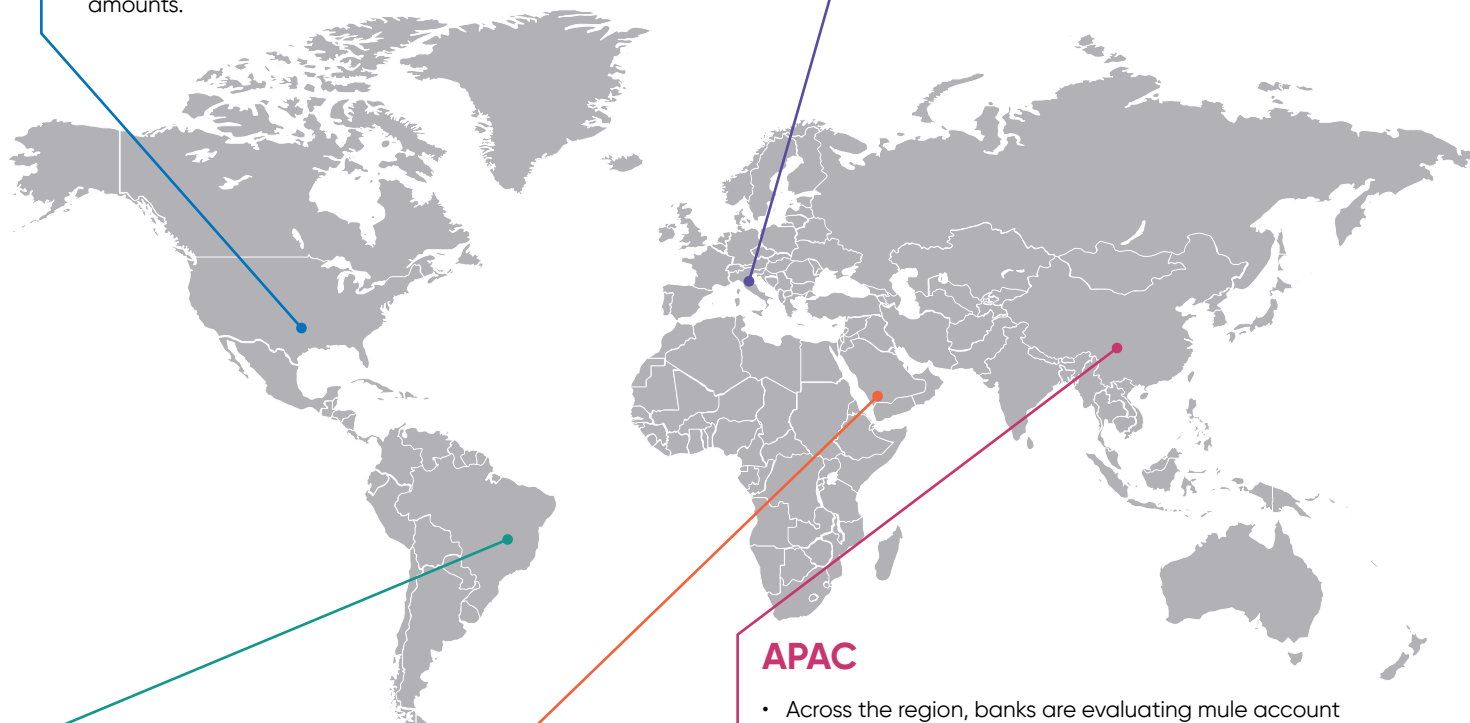 amounts.
APAC
• Across the region, banks are evaluating mule account